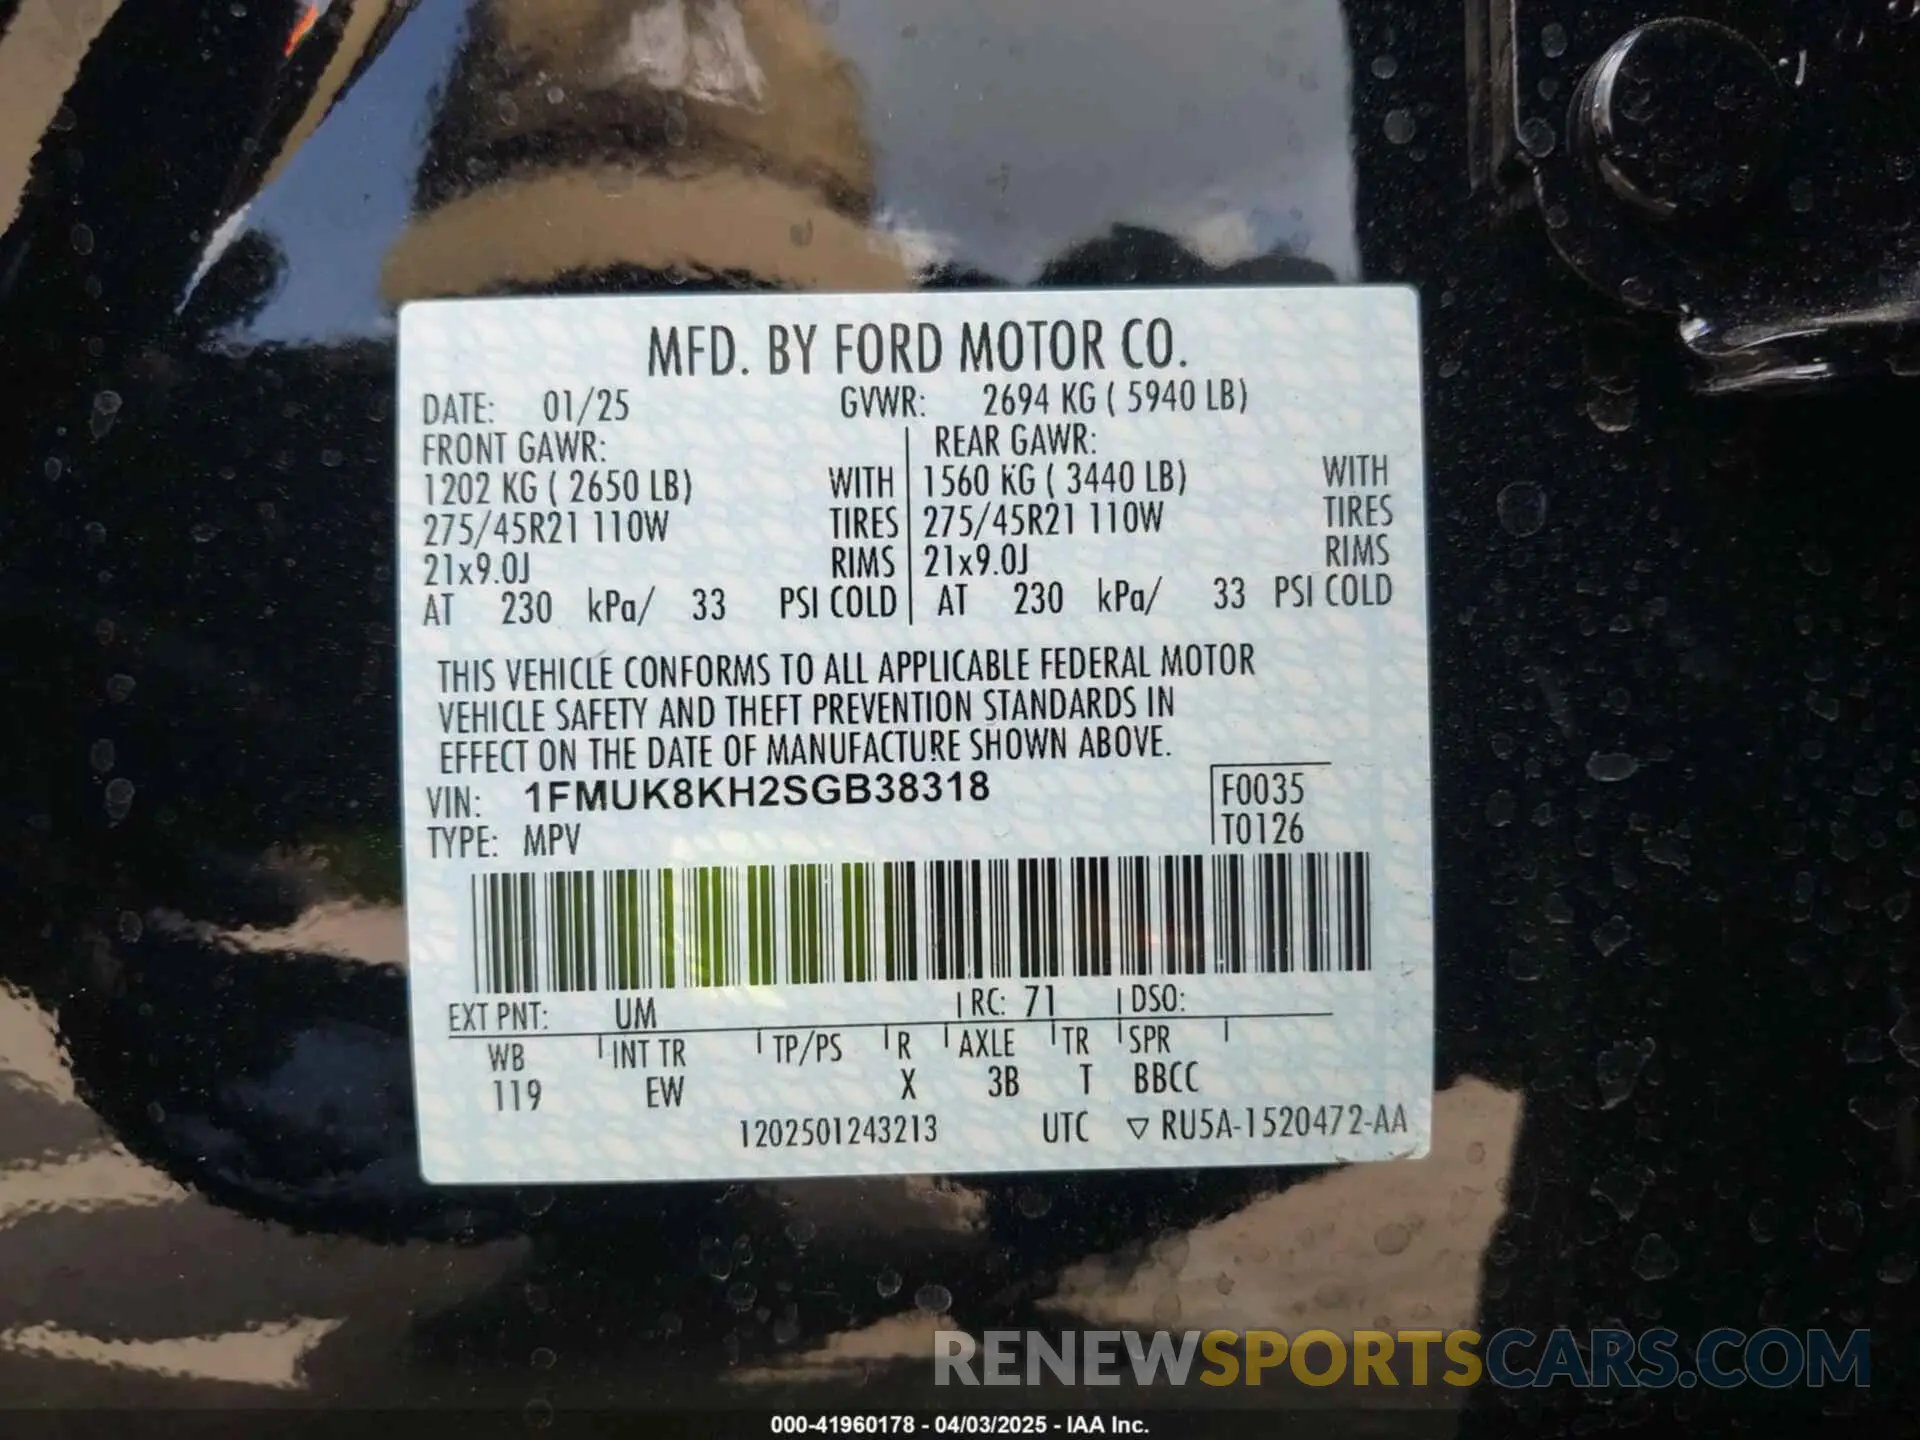 MFD. BY FORD MOTOR CO.
DATE: 01/25 GVWR: 2694 KG ( 5940 LB)
FRONT GAWR: REAR GAWR:
1202 KG ( 2650 LB) WITH 1560 KG ( 3440 LB) WITH
275/45R21 110W TIRES 275/45R21 110W TIRES
21x9.0J RIMS 21x9.0J RIMS
AT 230 kPa/ 33 PSI COLD AT 230 kPa/ 33 PSI COLD
THIS VEHICLE CONFORMS TO ALL APPLICABLE FEDERAL MOTOR
VEHICLE SAFETY AND THEFT PREVENTION STANDARDS IN
EFFECT ON THE DATE OF MANUFACTURE SHOWN ABOVE.
VIN: 1FMUK8KH2SGB38318 F0035
TYPE: MPV T0126
EXT PNT: UM RC: 71 DSO:
WB INT TR TP/PS R AXLE TR SPR
119 EW X 3B T BBCC
1202501243213 UTC ▽ RU5A-1520472-AA
RENEWSPORTSCARS.COM
000-41960178 - 04/03/2025 - IAA Inc.